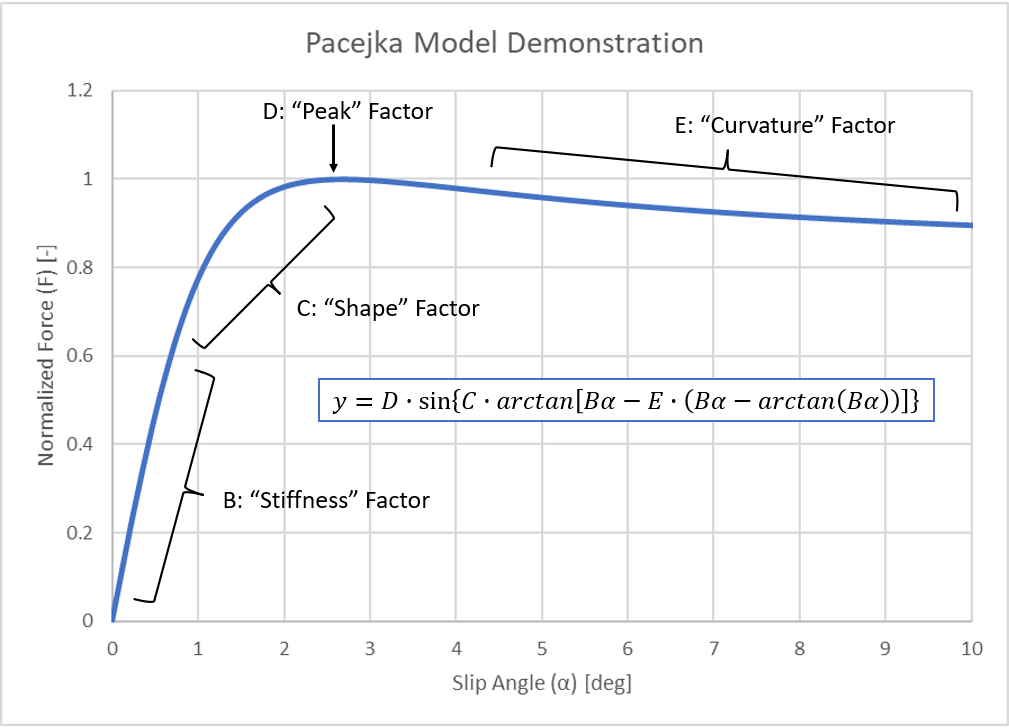 Pacejka Model Demonstration
1.2
1
0.8
0.6
0.4
0.2
0
Normalized Force (F) [-]
D: “Peak” Factor
E: “Curvature” Factor
C: “Shape” Factor
y = D · sin{C · arctan[Bα − E · (Bα − arctan(Bα))]}
B: “Stiffness” Factor
0 1 2 3 4 5 6 7 8 9 10
Slip Angle (α) [deg]